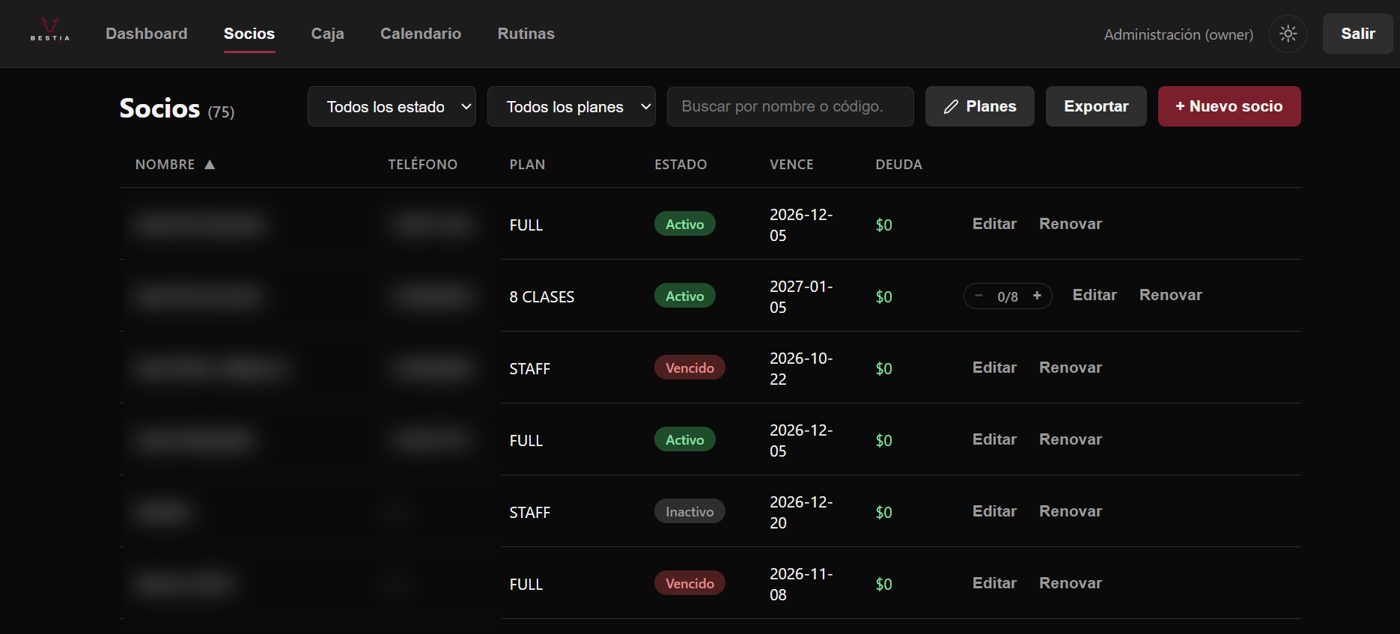 BESTIA
Dashboard Socios Caja Calendario Rutinas Administración (owner) Salir
Socios (75) Todos los estado Todos los planes Buscar por nombre o código. Planes Exportar + Nuevo socio
NOMBRE ▲ TELÉFONO PLAN ESTADO VENCE DEUDA
FULL Activo 2026-12-
05 $0 Editar Renovar
8 CLASES Activo 2027-01-
05 $0 − 0/8 + Editar Renovar
STAFF Vencido 2026-10-
22 $0 Editar Renovar
FULL Activo 2026-12-
05 $0 Editar Renovar
STAFF Inactivo 2026-12-
20 $0 Editar Renovar
FULL Vencido 2026-11-
08 $0 Editar Renovar